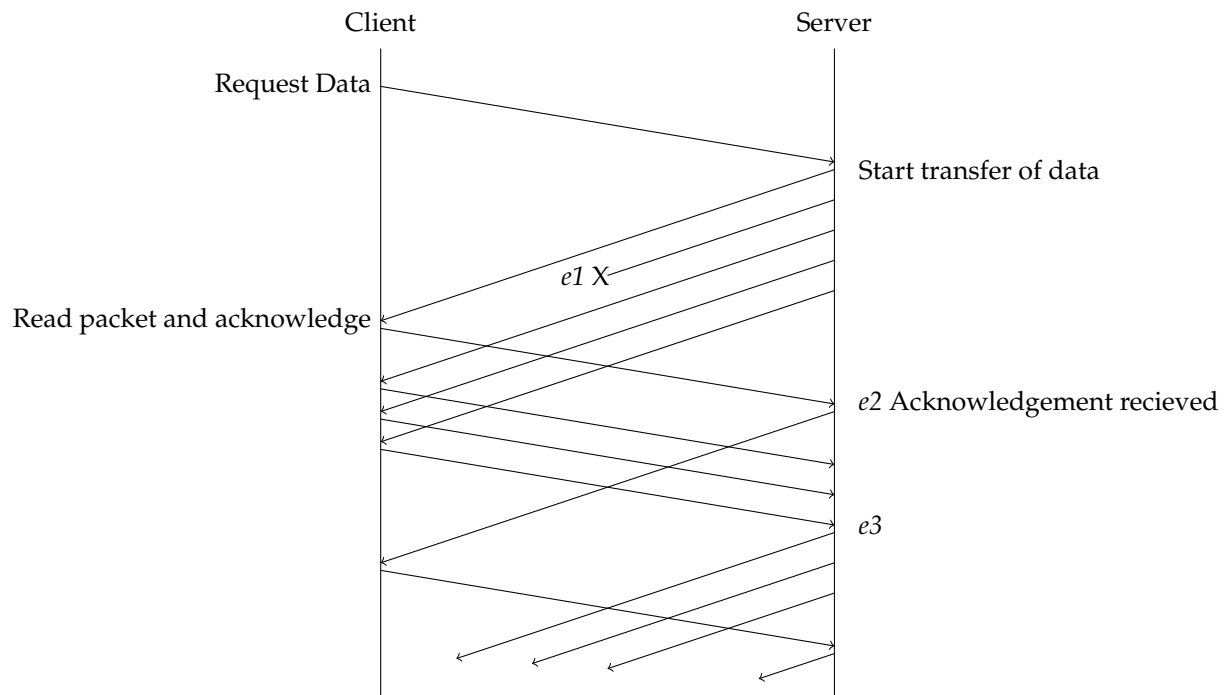 Client
Server
Request Data
Start transfer of data
e1 X
Read packet and acknowledge
e2 Acknowledgement recieved
e3